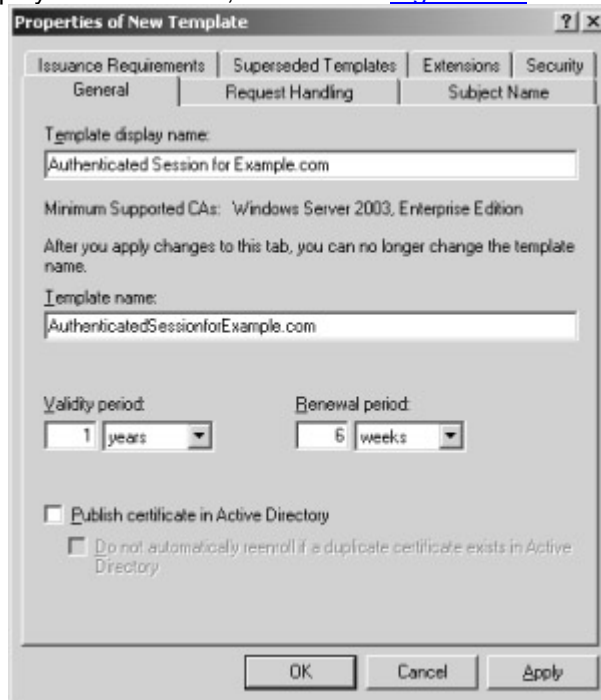 Properties of New Template
Issuance Requirements Superseded Templates Extensions Security
General Request Handling Subject Name
Template display name:
Authenticated Session for Example.com
Minimum Supported CAs: Windows Server 2003, Enterprise Edition
After you apply changes to this tab, you can no longer change the template
name.
Template name:
AuthenticatedSessionforExample.com
Validity period: Renewal period:
1 years 6 weeks
Publish certificate in Active Directory
Do not automatically reenroll if a duplicate certificate exists in Active
Directory
OK Cancel Apply